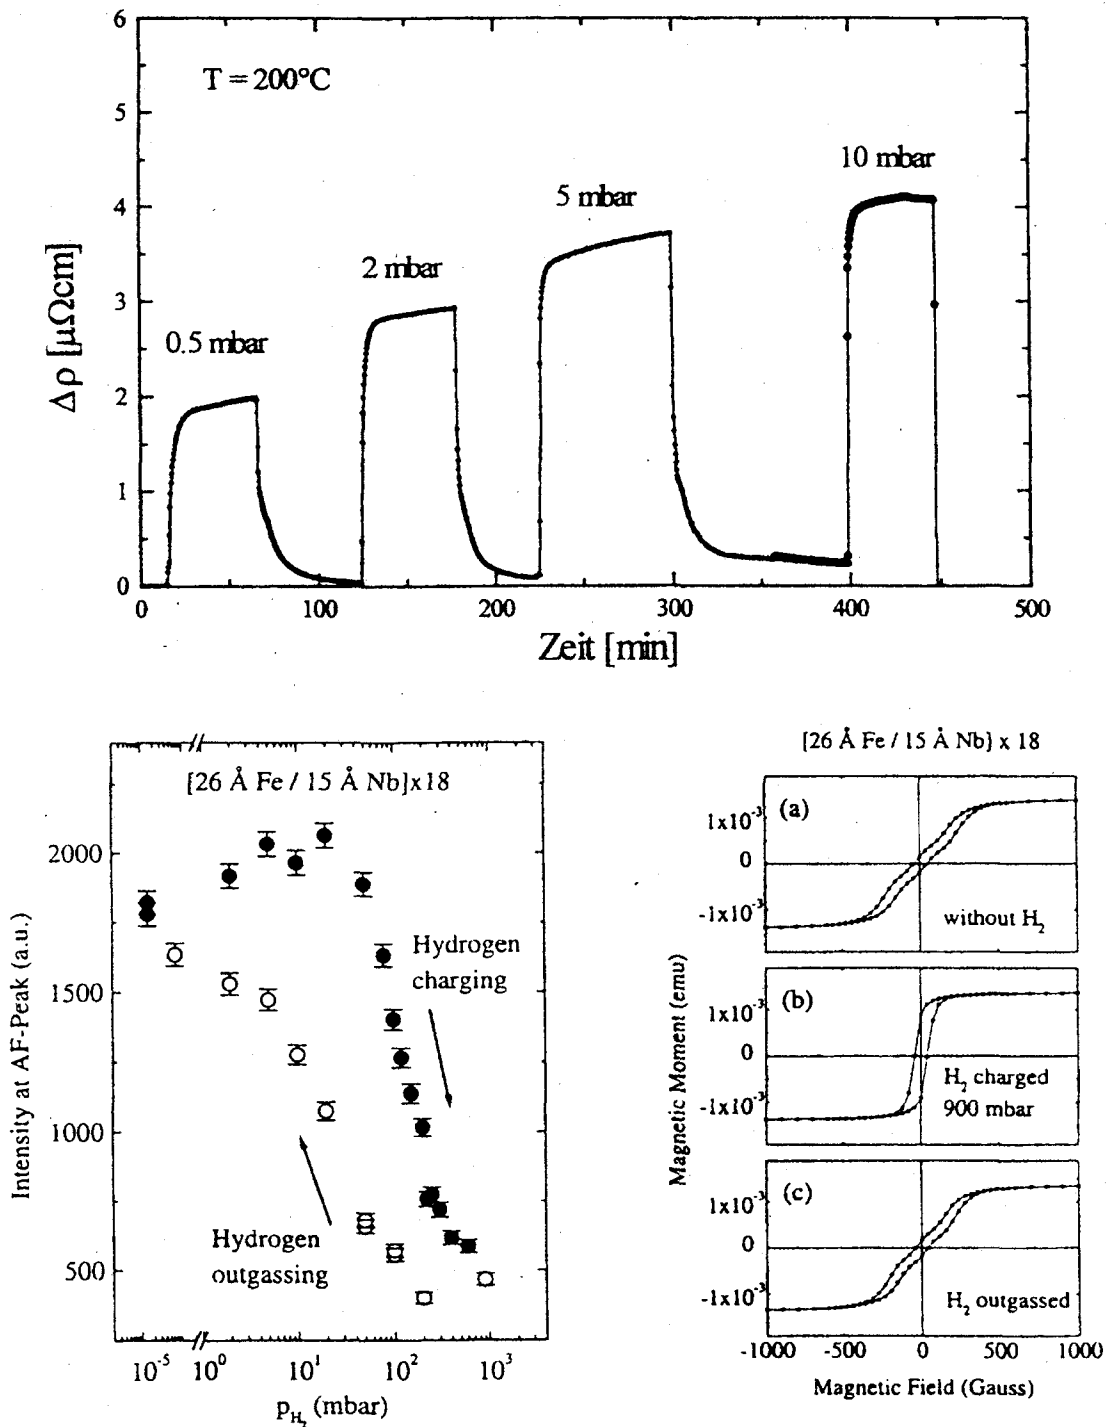 6
5
4
3
2
1
0
T = 200°C
0.5 mbar
2 mbar
5 mbar
10 mbar
Δρ [μΩcm]
0 100 200 300 400 500
Zeit [min]
[26 Å Fe / 15 Å Nb]x18
2000
1500
1000
500
Intensity at AF-Peak (a.u.)
Hydrogen
charging
Hydrogen
outgassing
10⁻⁵ 10⁰ 10¹ 10² 10³
p_H₂ (mbar)
[26 Å Fe / 15 Å Nb] x 18
(a)
1x10⁻³
0
-1x10⁻³
without H₂
(b)
1x10⁻³
0
-1x10⁻³
H₂ charged
900 mbar
(c)
1x10⁻³
0
-1x10⁻³
H₂ outgassed
Magnetic Moment (emu)
-1000 -500 0 500 1000
Magnetic Field (Gauss)